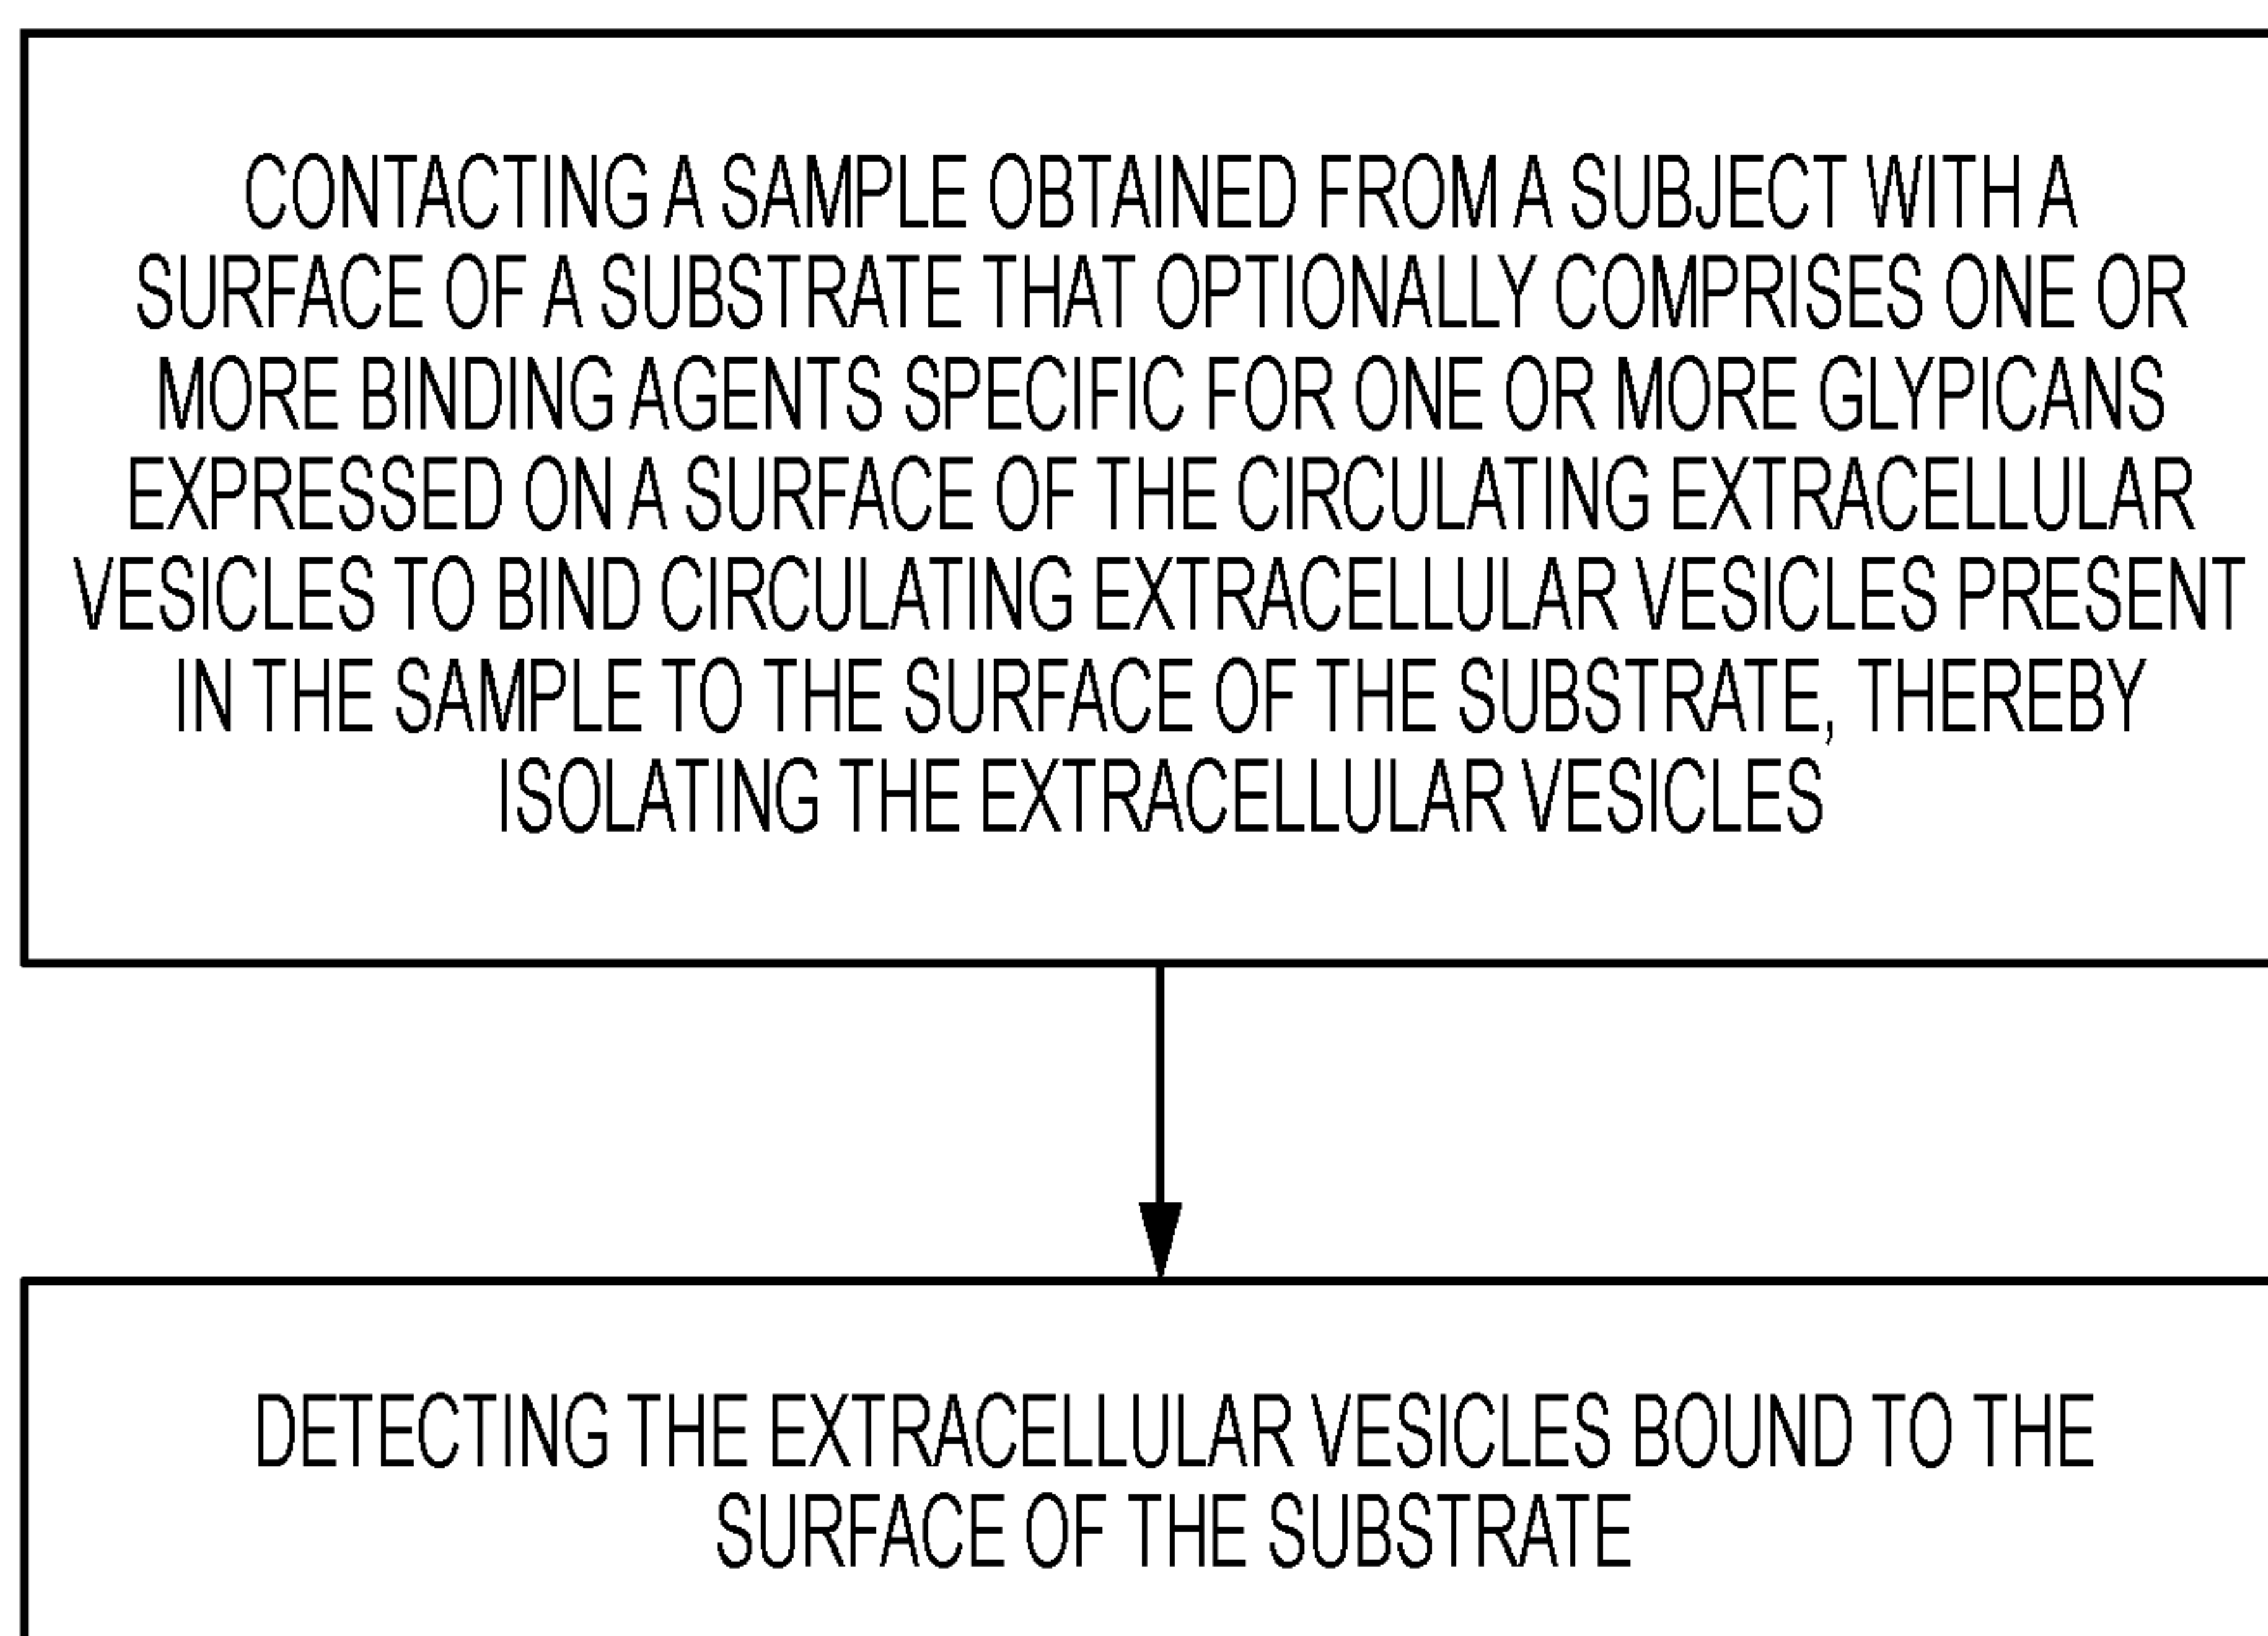 CONTACTING A SAMPLE OBTAINED FROM A SUBJECT WITH A
SURFACE OF A SUBSTRATE THAT OPTIONALLY COMPRISES ONE OR
MORE BINDING AGENTS SPECIFIC FOR ONE OR MORE GLYPICANS
EXPRESSED ON A SURFACE OF THE CIRCULATING EXTRACELLULAR
VESICLES TO BIND CIRCULATING EXTRACELLULAR VESICLES PRESENT
IN THE SAMPLE TO THE SURFACE OF THE SUBSTRATE, THEREBY
ISOLATING THE EXTRACELLULAR VESICLES
DETECTING THE EXTRACELLULAR VESICLES BOUND TO THE
SURFACE OF THE SUBSTRATE